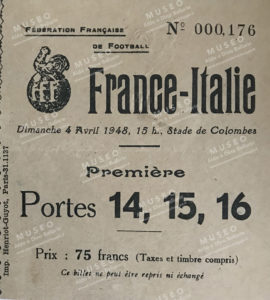 FÉDÉRATION FRANÇAISE
DE FOOTBALL
Nº 000,176
FFF
France-Italie
Dimanche 4 Avril 1948, 15 h., Stade de Colombes
Première
Portes 14, 15, 16
Prix : 75 francs (Taxes et timbre compris)
Ce billet ne peut être repris ni échangé
Imp. Henriot-Guyot, Paris-31.1137
MUSEO